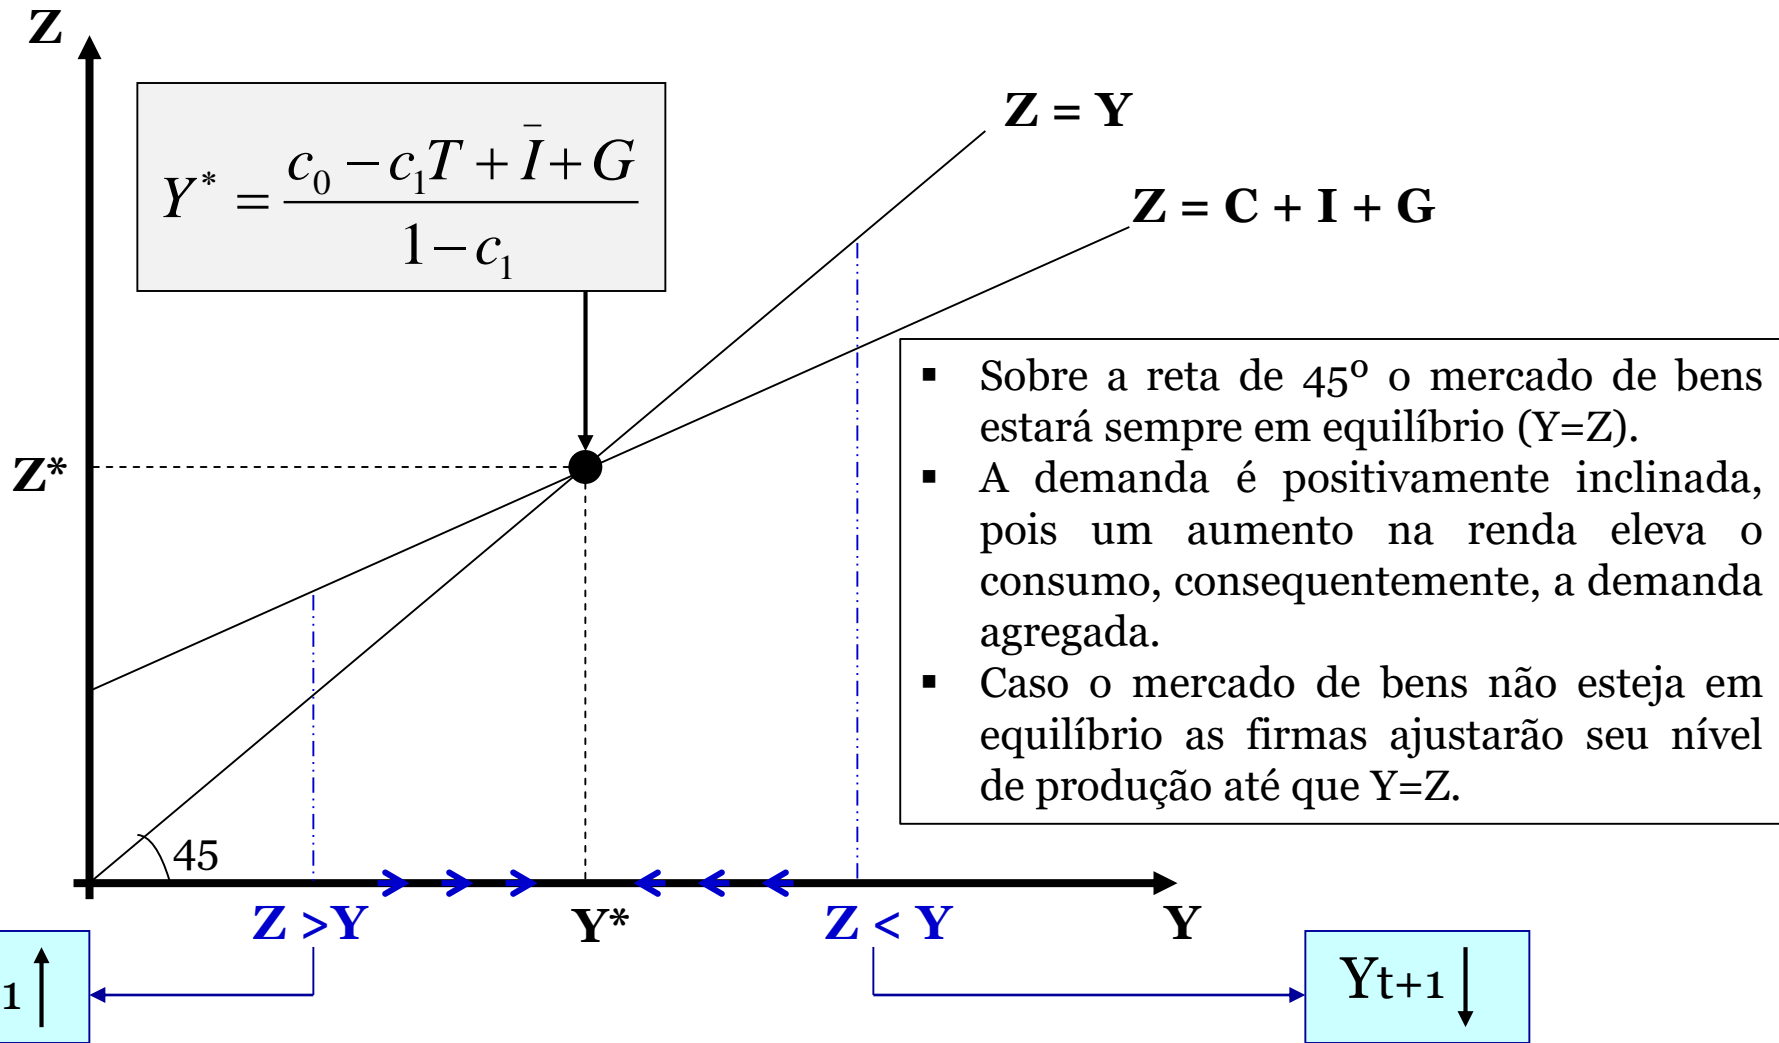 Z
Z = Y
Y* = (c₀ − c₁T + Ī + G) / (1 − c₁)
Z = C + I + G
▪ Sobre a reta de 45º o mercado de bens
estará sempre em equilíbrio (Y=Z).
▪ A demanda é positivamente inclinada,
pois um aumento na renda eleva o
consumo, consequentemente, a demanda
agregada.
▪ Caso o mercado de bens não esteja em
equilíbrio as firmas ajustarão seu nível
de produção até que Y=Z.
Z*
45
Z >Y
Y*
Z < Y
Y
1
Yt+1